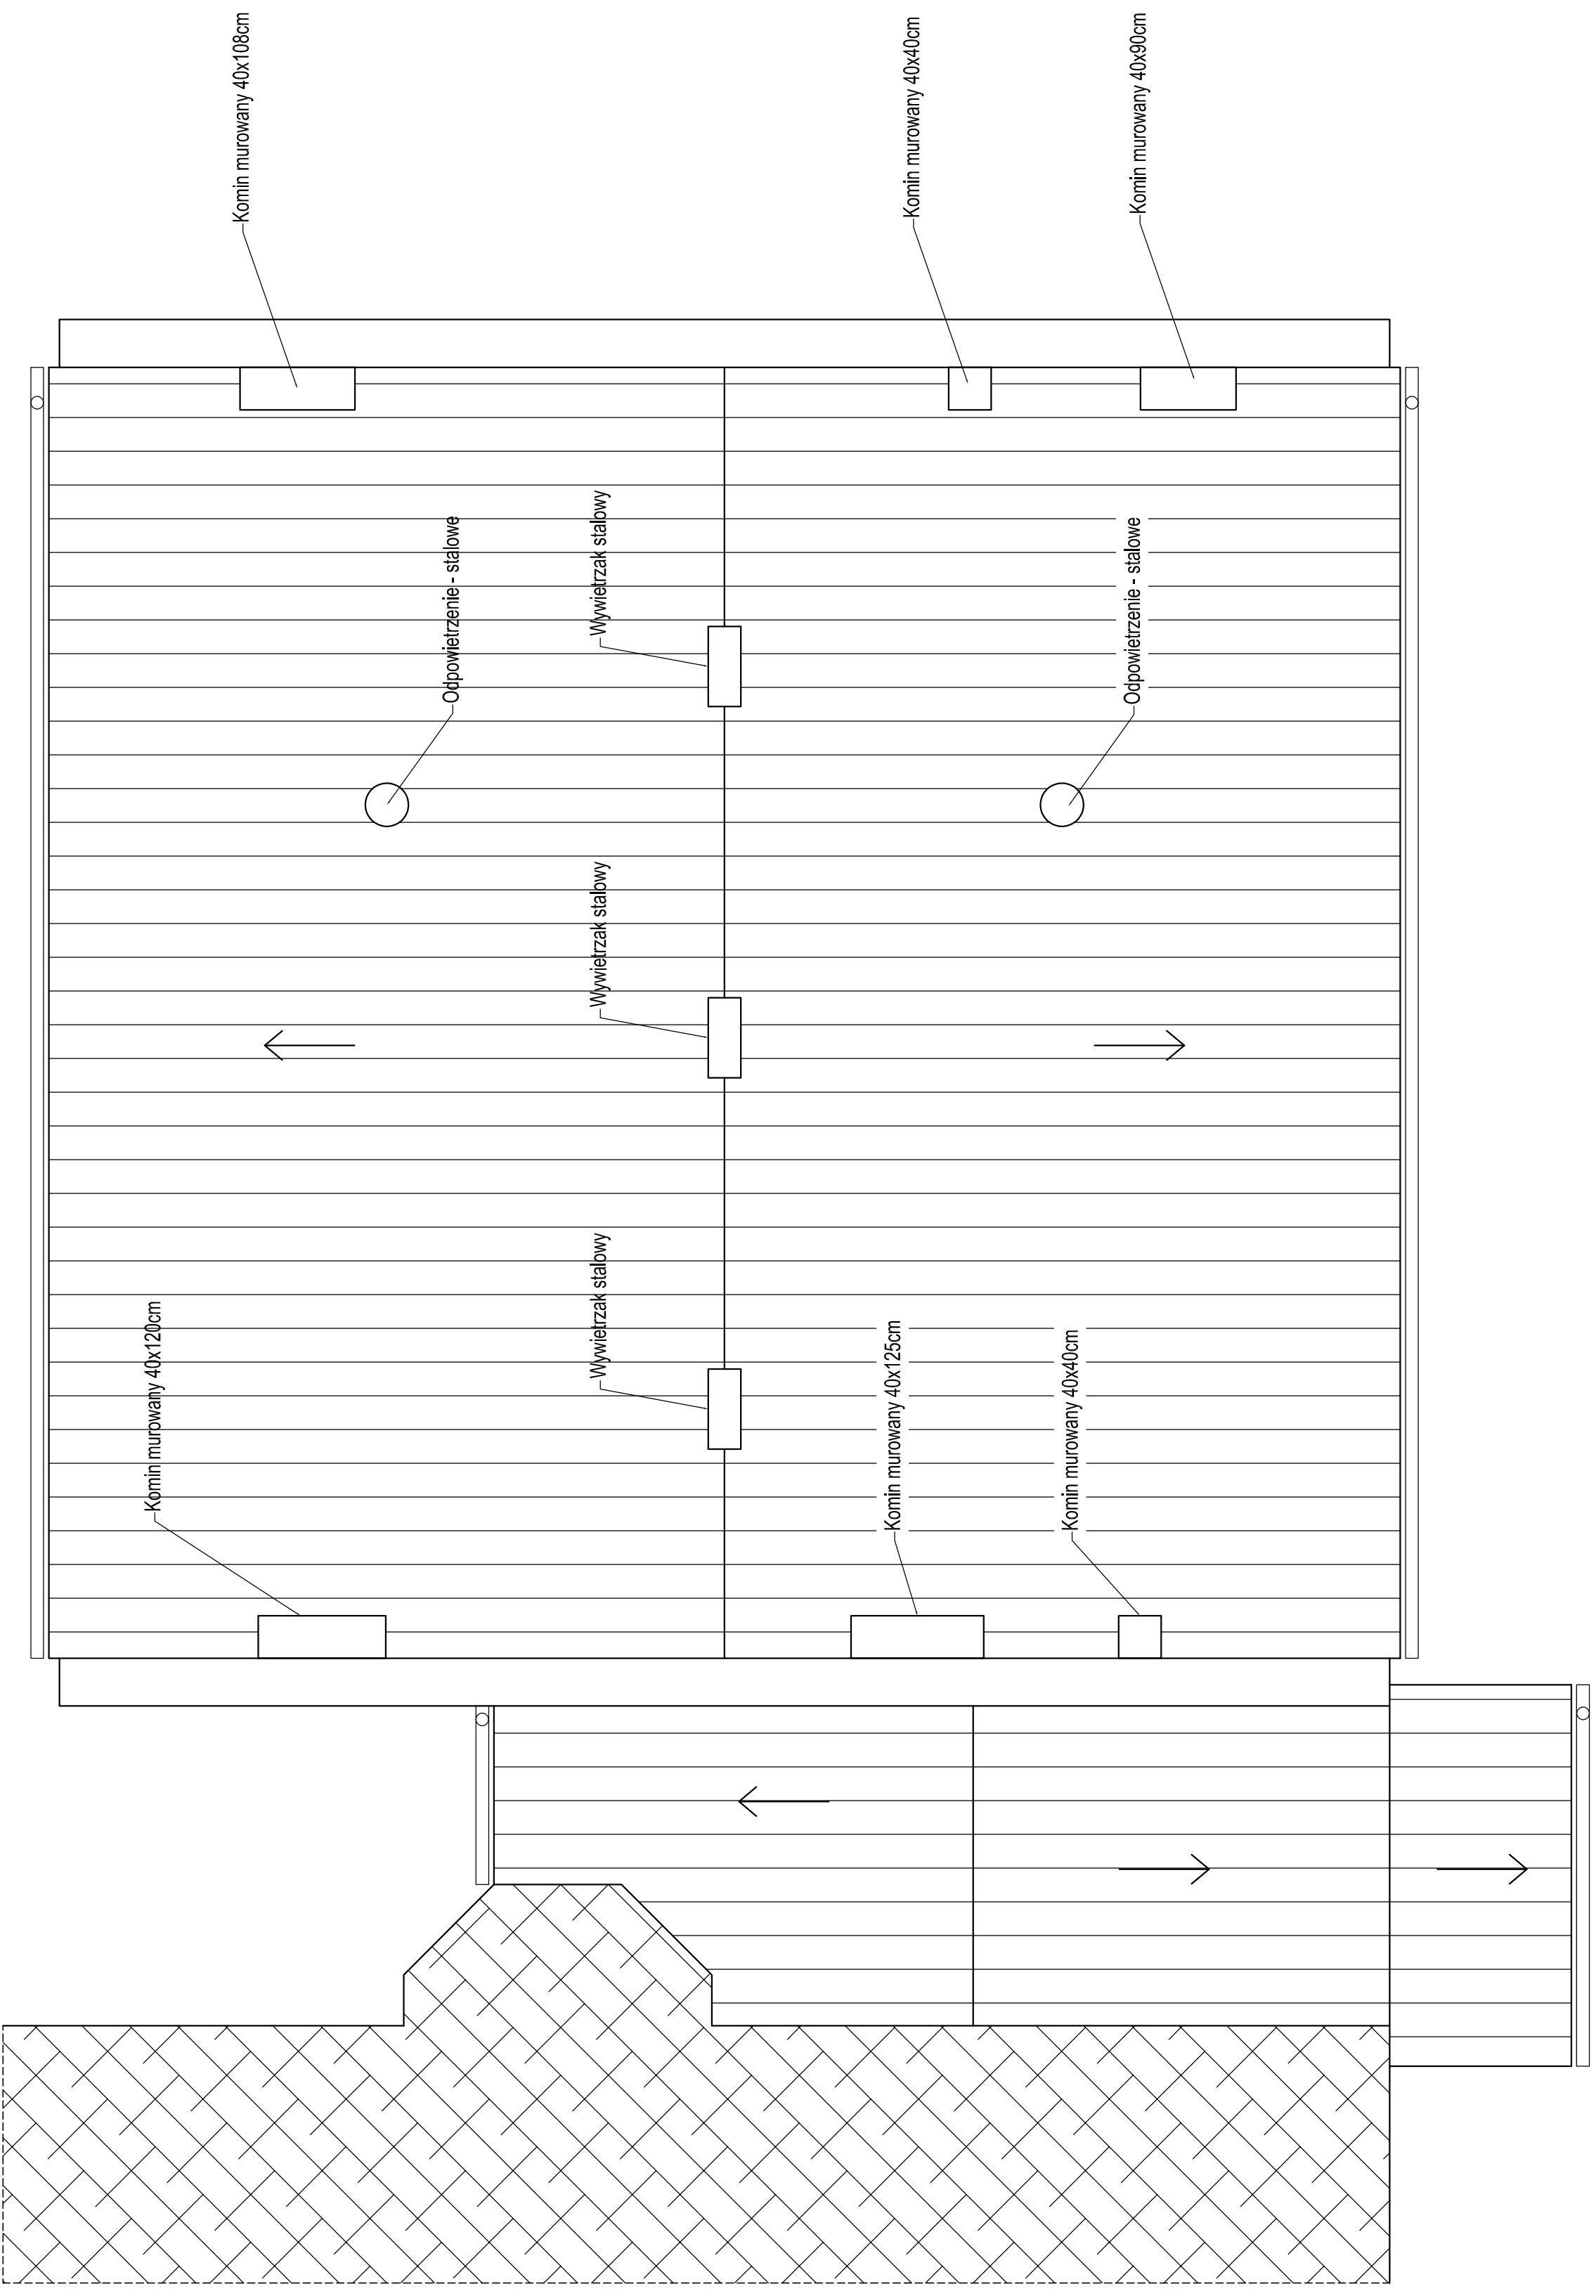 Komin murowany 40x108cm
Komin murowany 40x40cm
Komin murowany 40x90cm
Odpowietrzenie - stalowe
Wywietrzak stalowy
Odpowietrzenie - stalowe
Wywietrzak stalowy
Wywietrzak stalowy
Komin murowany 40x120cm
Komin murowany 40x125cm
Komin murowany 40x40cm